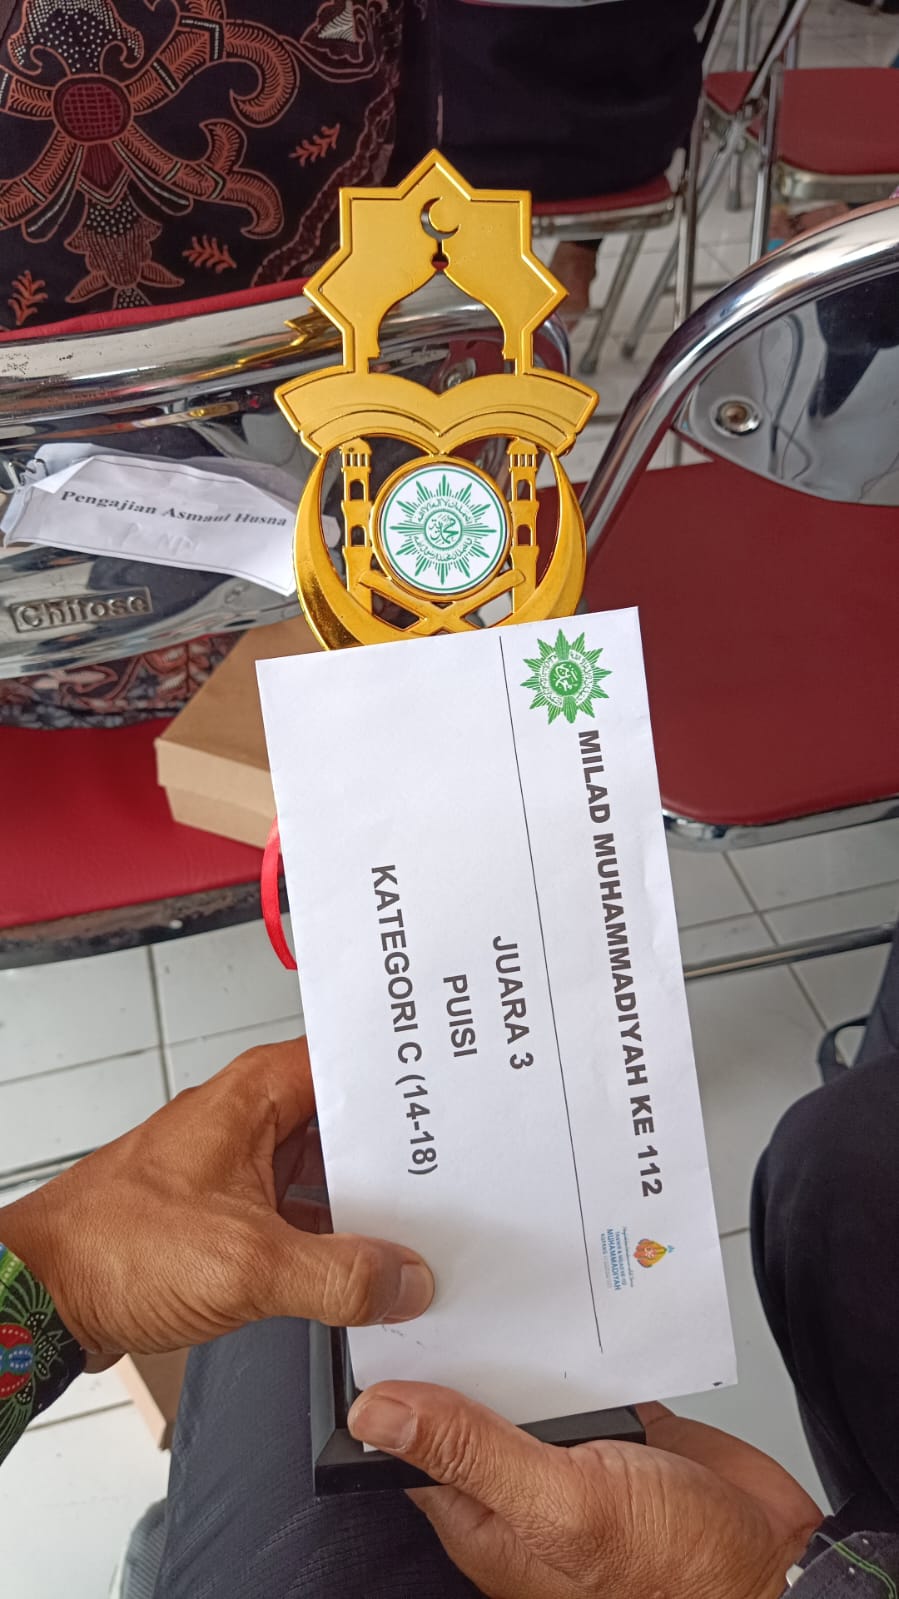 Pengajian Asmaul Husna
Chitose
MILAD MUHAMMADIYAH KE 112
MUHAMMADIYAH
JUARA 3
PUISI
KATEGORI C (14-18)